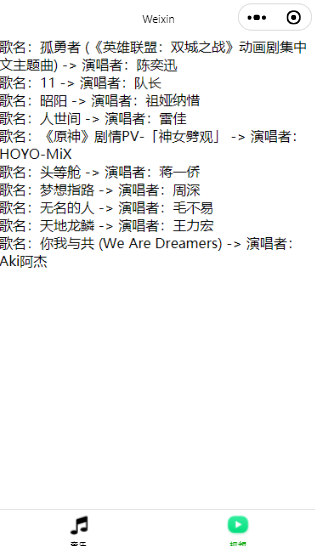 Weixin
歌名：孤勇者 (《英雄联盟：双城之战》动画剧集中
文主题曲) -> 演唱者：陈奕迅
歌名：11 -> 演唱者：队长
歌名：昭阳 -> 演唱者：祖娅纳惜
歌名：人世间 -> 演唱者：雷佳
歌名：《原神》剧情PV-「神女劈观」 -> 演唱者：
HOYO-MiX
歌名：头等舱 -> 演唱者：蒋一侨
歌名：梦想指路 -> 演唱者：周深
歌名：无名的人 -> 演唱者：毛不易
歌名：天地龙鳞 -> 演唱者：王力宏
歌名：你我与共 (We Are Dreamers) -> 演唱者：
Aki阿杰
音乐
视频